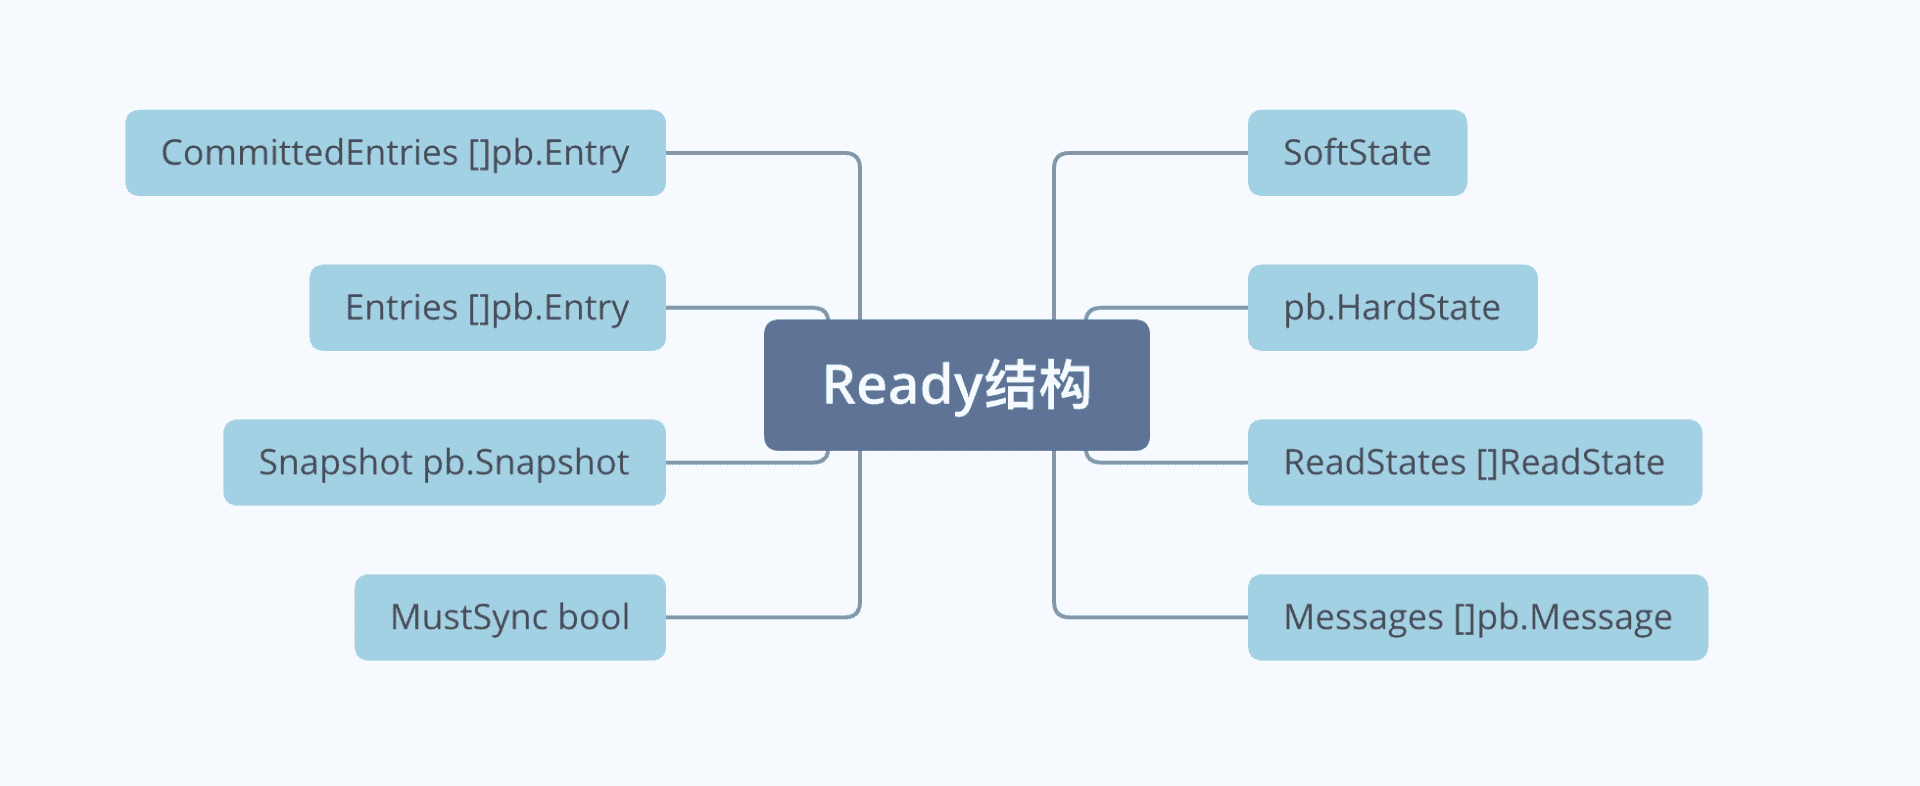 CommittedEntries []pb.Entry
Entries []pb.Entry
Snapshot pb.Snapshot
MustSync bool
Ready结构
SoftState
pb.HardState
ReadStates []ReadState
Messages []pb.Message